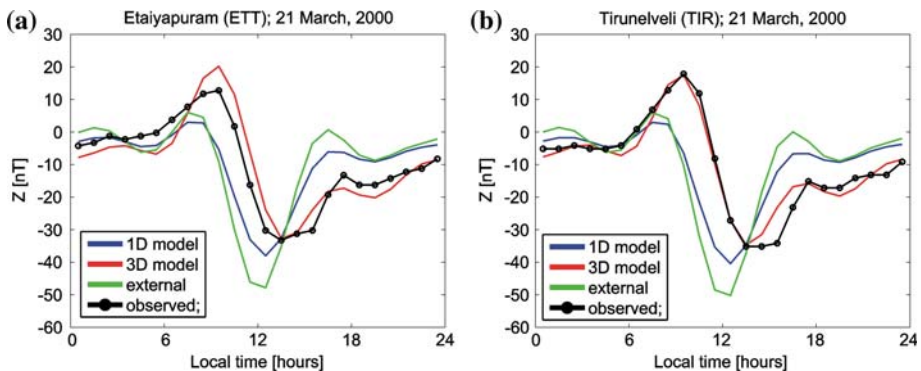 (a) Etaiyapuram (ETT); 21 March, 2000
30
20
10
0
-10
-20
-30
-40
-50
-60
Z [nT]
1D model
3D model
external
observed;
0 6 12 18 24
Local time [hours]
(b) Tirunelveli (TIR); 21 March, 2000
30
20
10
0
-10
-20
-30
-40
-50
-60
Z [nT]
1D model
3D model
external
observed;
0 6 12 18 24
Local time [hours]